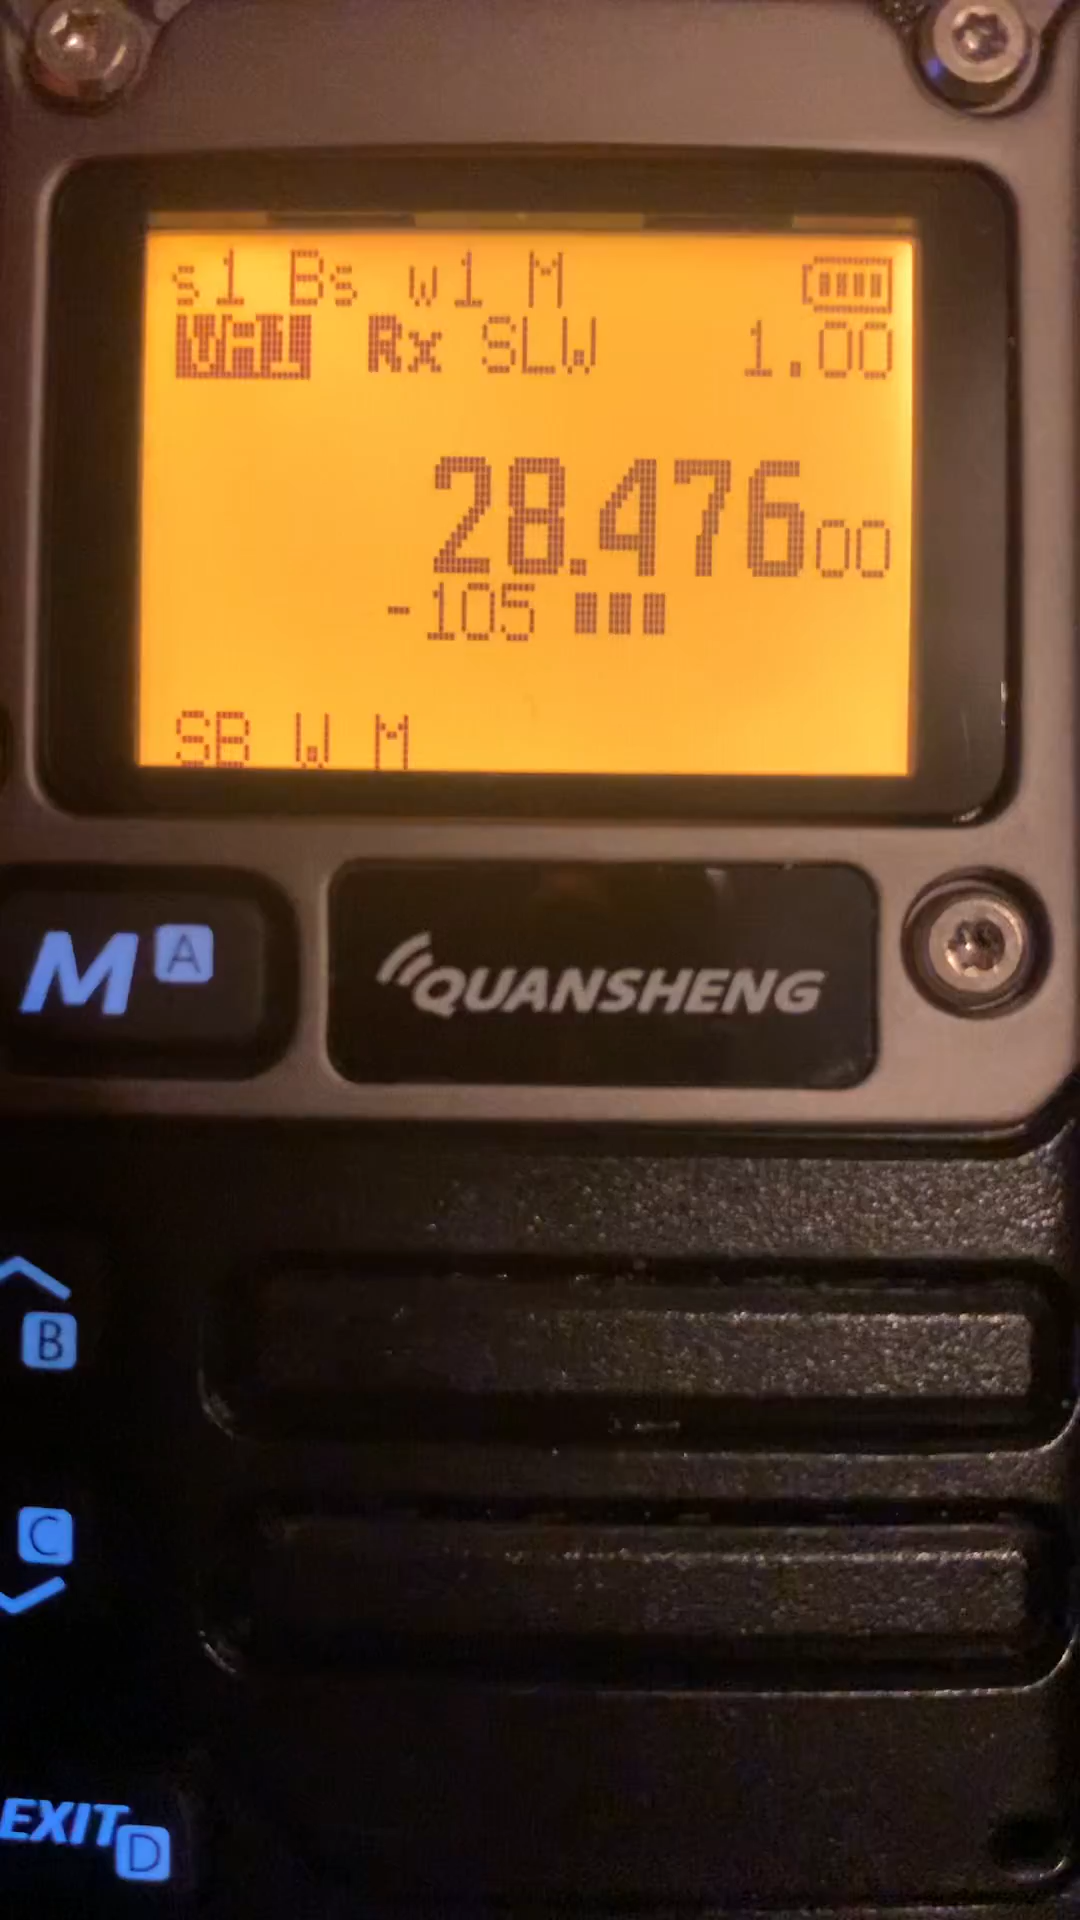 s1 Bs w1 M
Rx SLW 1.00
28.47600
-105
SB W M
M A
QUANSHENG
B
C
EXIT D